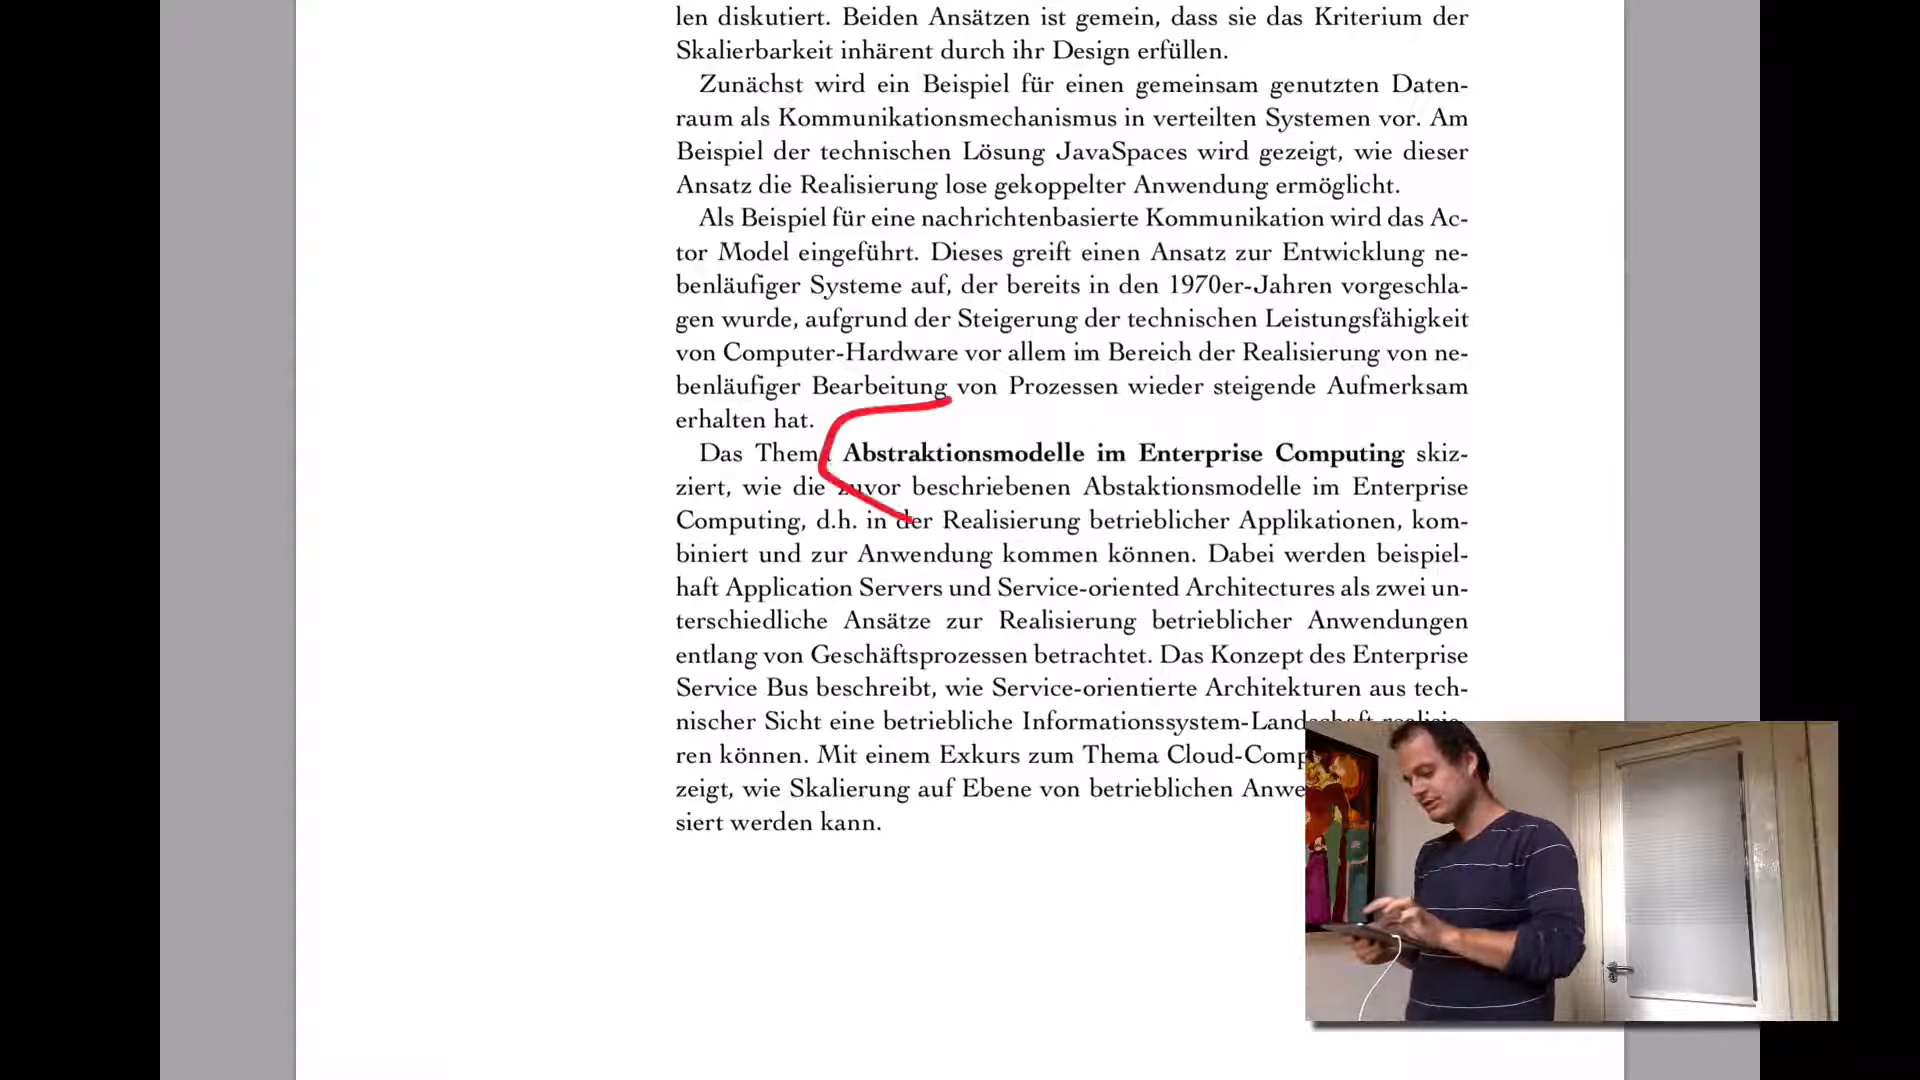 len diskutiert. Beiden Ansätzen ist gemein, dass sie das Kriterium der
Skalierbarkeit inhärent durch ihr Design erfüllen.
Zunächst wird ein Beispiel für einen gemeinsam genutzten Daten-
raum als Kommunikationsmechanismus in verteilten Systemen vor. Am
Beispiel der technischen Lösung JavaSpaces wird gezeigt, wie dieser
Ansatz die Realisierung lose gekoppelter Anwendung ermöglicht.
Als Beispiel für eine nachrichtenbasierte Kommunikation wird das Ac-
tor Model eingeführt. Dieses greift einen Ansatz zur Entwicklung ne-
benläufiger Systeme auf, der bereits in den 1970er-Jahren vorgeschla-
gen wurde, aufgrund der Steigerung der technischen Leistungsfähigkeit
von Computer-Hardware vor allem im Bereich der Realisierung von ne-
benläufiger Bearbeitung von Prozessen wieder steigende Aufmerksam
erhalten hat.
Das Thema Abstraktionsmodelle im Enterprise Computing skiz-
ziert, wie die zuvor beschriebenen Abstaktionsmodelle im Enterprise
Computing, d.h. in der Realisierung betrieblicher Applikationen, kom-
biniert und zur Anwendung kommen können. Dabei werden beispiel-
haft Application Servers und Service-oriented Architectures als zwei un-
terschiedliche Ansätze zur Realisierung betrieblicher Anwendungen
entlang von Geschäftsprozessen betrachtet. Das Konzept des Enterprise
Service Bus beschreibt, wie Service-orientierte Architekturen aus tech-
nischer Sicht eine betriebliche Informationssystem-Landschaft realisie-
ren können. Mit einem Exkurs zum Thema Cloud-Comp
zeigt, wie Skalierung auf Ebene von betrieblichen Anwe
siert werden kann.